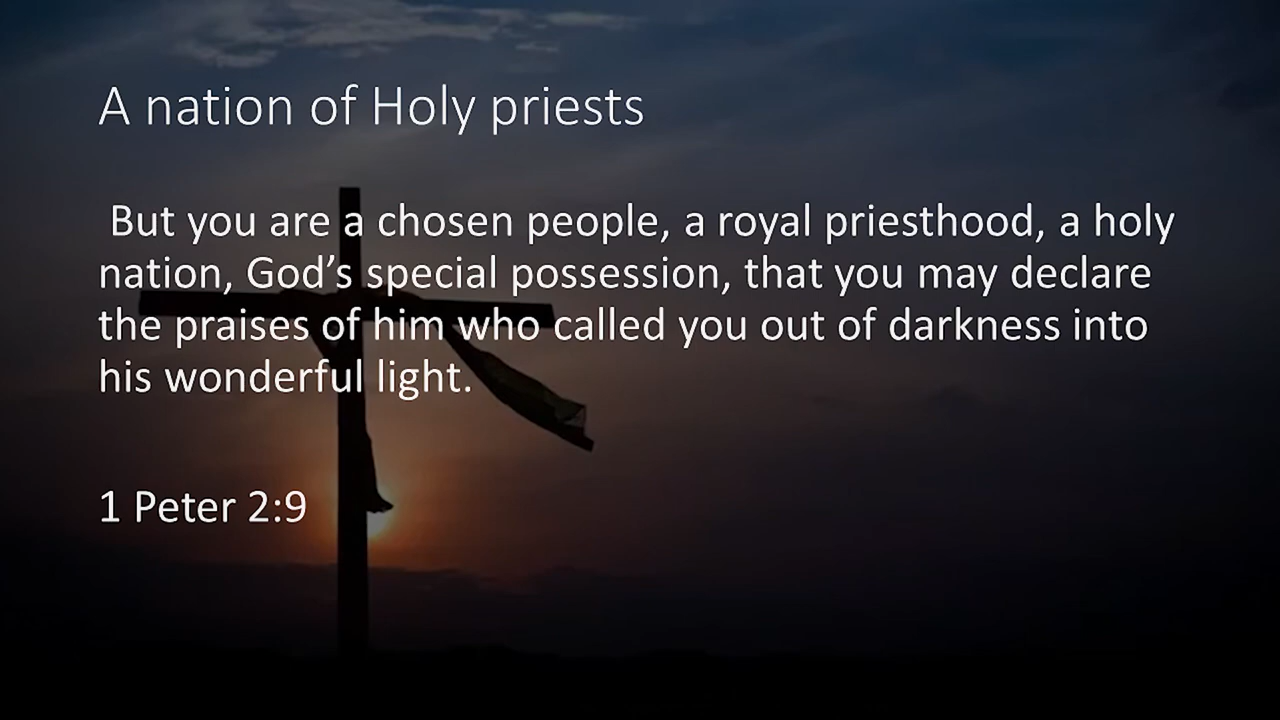 A nation of Holy priests
But you are a chosen people, a royal priesthood, a holy
nation, God’s special possession, that you may declare
the praises of him who called you out of darkness into
his wonderful light.
1 Peter 2:9